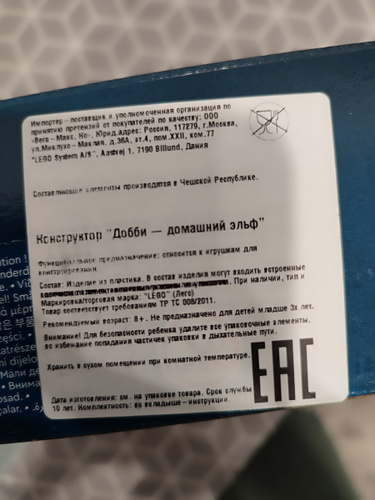 Импортер – поставщик и уполномоченная организация по
принятию претензий от покупателей по качеству: ООО
«Вега – Макс, Ко», Юрид.Адрес: Россия, 117279, г.Москва,
ул.Миклухо – Маклая, д.36А, эт.4, пом.XXII, ком.77
"LEBO System A/S", Aastvej 1, 7190 Billund, Дания
Составляющие элементы производятся в Чешской Республике.
Конструктор "Добби — домашний эльф"
Функциональное предназначение: относится к игрушкам для
конструирования
Состав: Изделие из пластика. В состав изделия могут входить встроенные
При наличии, тип и
Маркировка/торговая марка: "LEBO" (Лего)
Товар соответствует требованиям ТР ТС 008/2011.
Рекомендуемый возраст: 8+. Не предназначено для детей младше 3х лет.
Внимание! Для безопасности ребенка удалите все упаковочные элементы,
во избежание попадания частичек упаковки в дыхательные пути.
Хранить в сухом помещении при комнатной температуре.
Дата изготовления: см. на упаковке товара. Срок службы
10 лет. Комплектность: во вкладыше – инструкции.
EAC